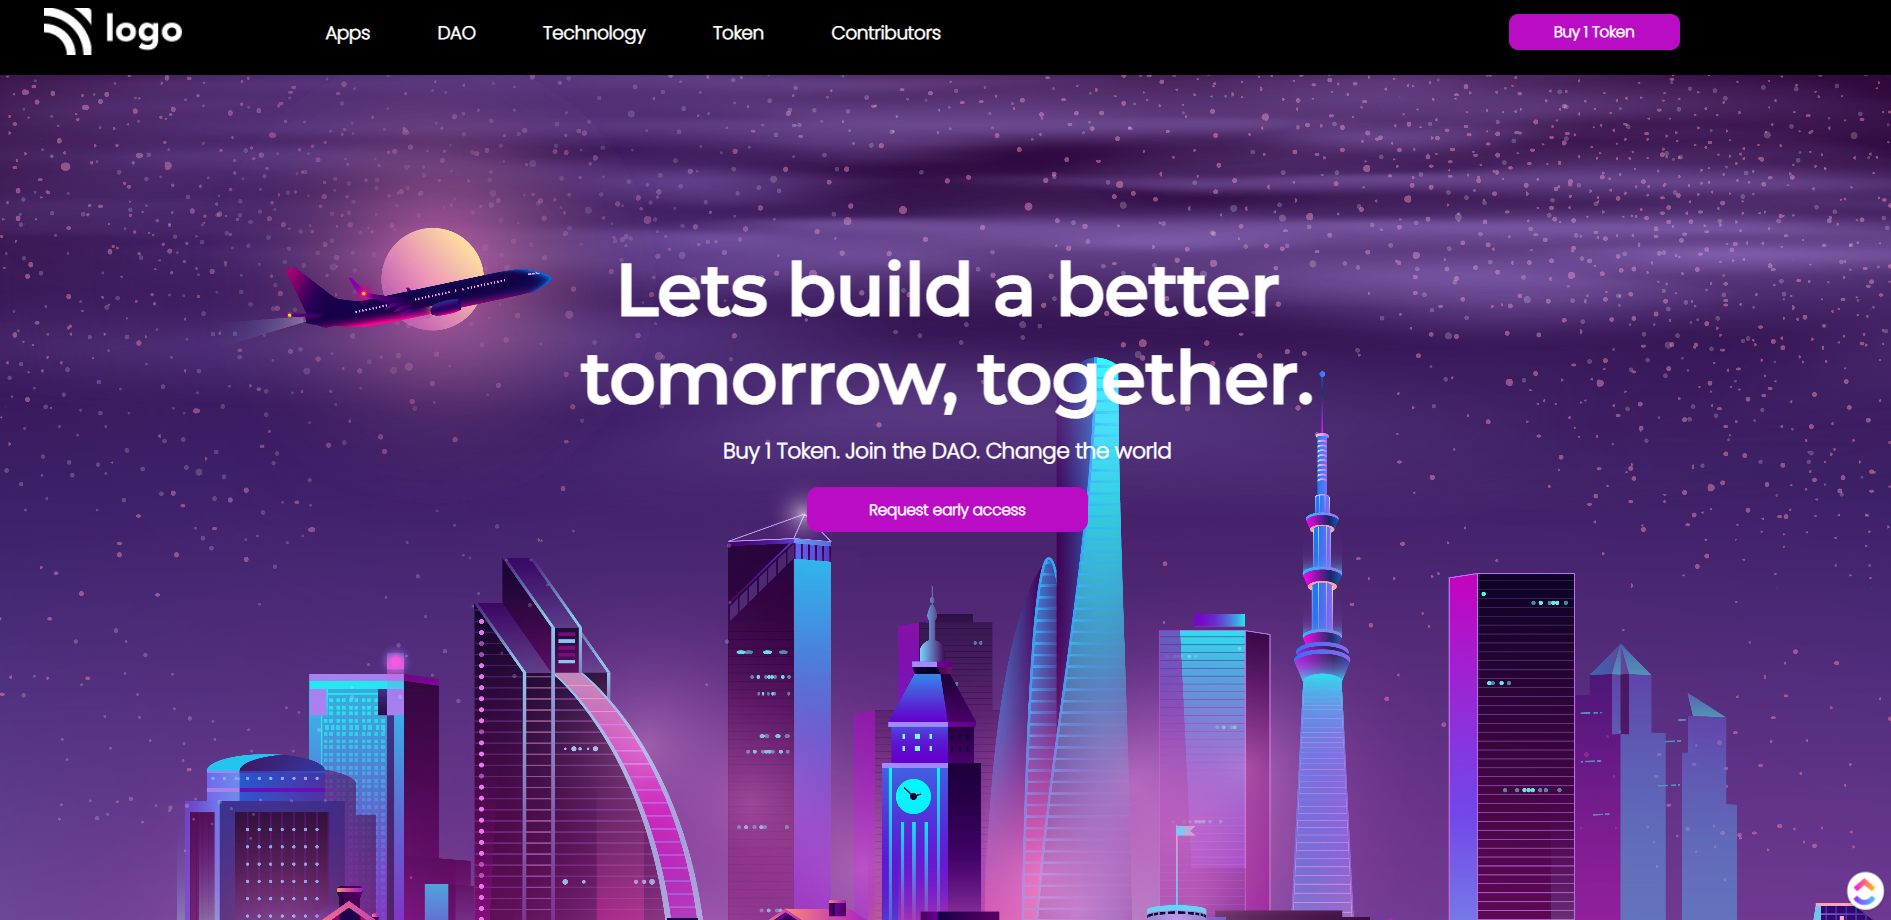 logo
Apps
DAO
Technology
Token
Contributors
Buy 1 Token
Lets build a better
tomorrow, together.
Buy 1 Token. Join the DAO. Change the world
Request early access